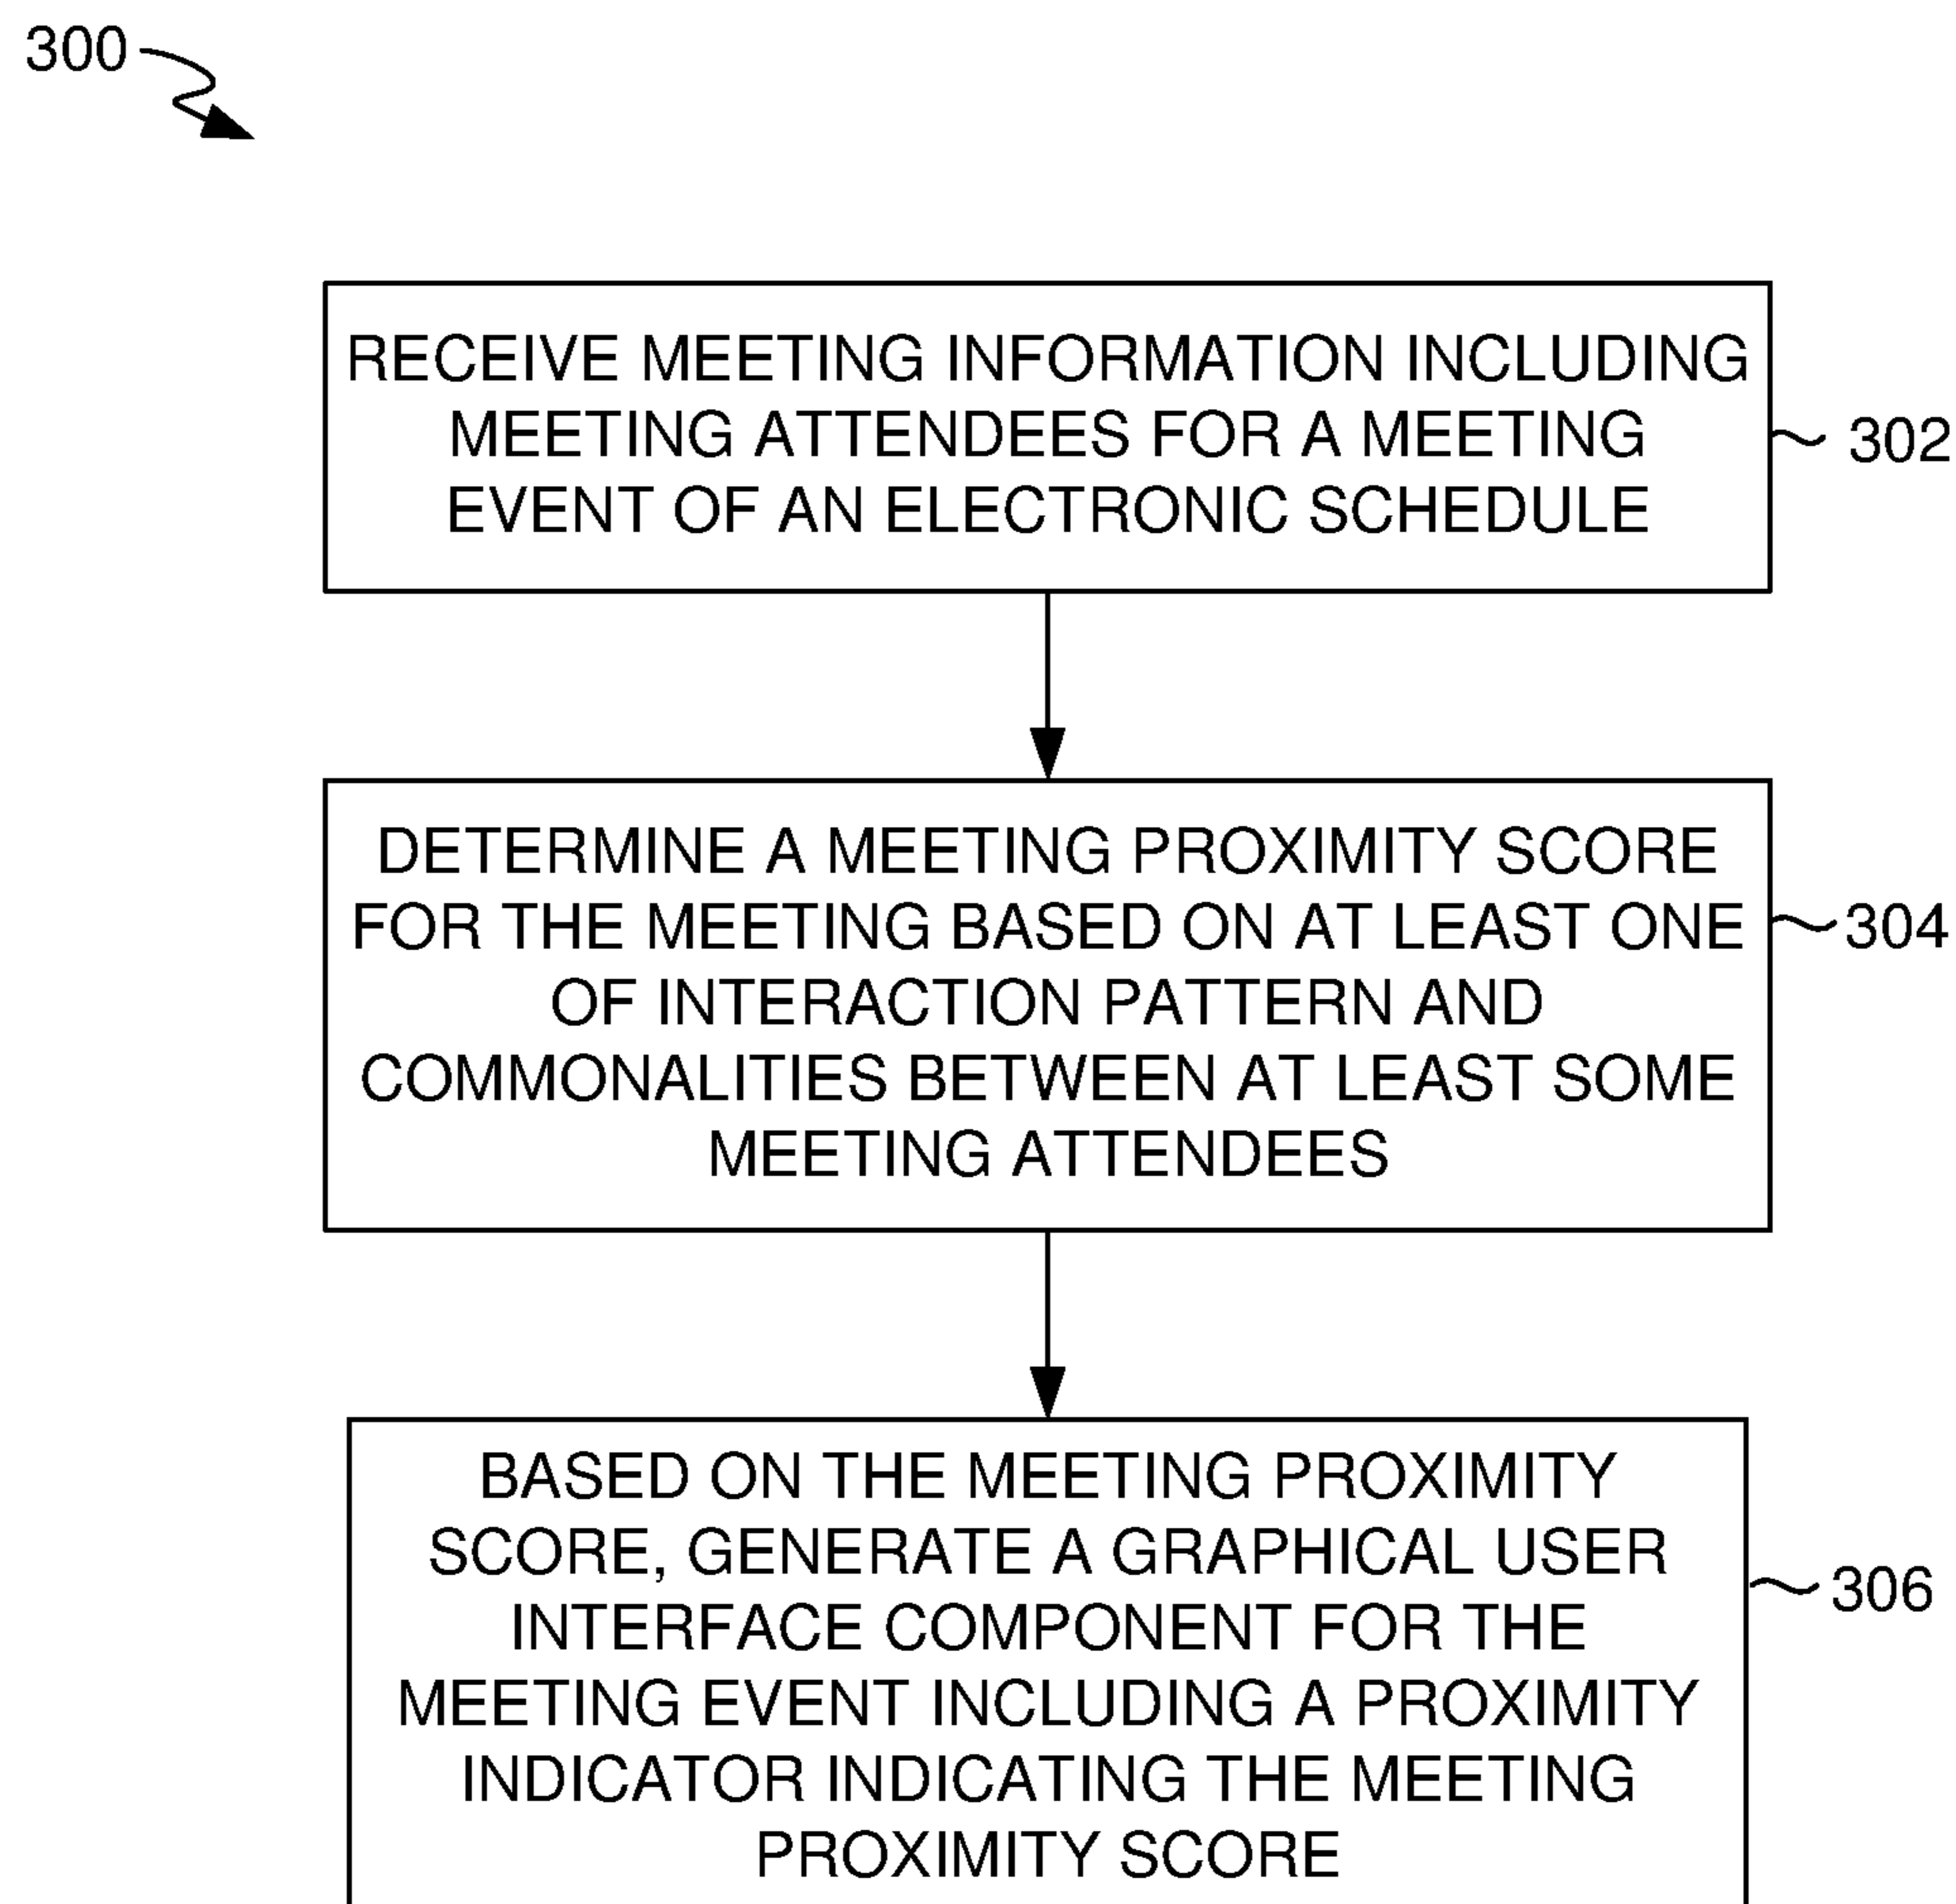 300
RECEIVE MEETING INFORMATION INCLUDING
MEETING ATTENDEES FOR A MEETING
EVENT OF AN ELECTRONIC SCHEDULE
302
DETERMINE A MEETING PROXIMITY SCORE
FOR THE MEETING BASED ON AT LEAST ONE
OF INTERACTION PATTERN AND
COMMONALITIES BETWEEN AT LEAST SOME
MEETING ATTENDEES
304
BASED ON THE MEETING PROXIMITY
SCORE, GENERATE A GRAPHICAL USER
INTERFACE COMPONENT FOR THE
MEETING EVENT INCLUDING A PROXIMITY
INDICATOR INDICATING THE MEETING
PROXIMITY SCORE
306